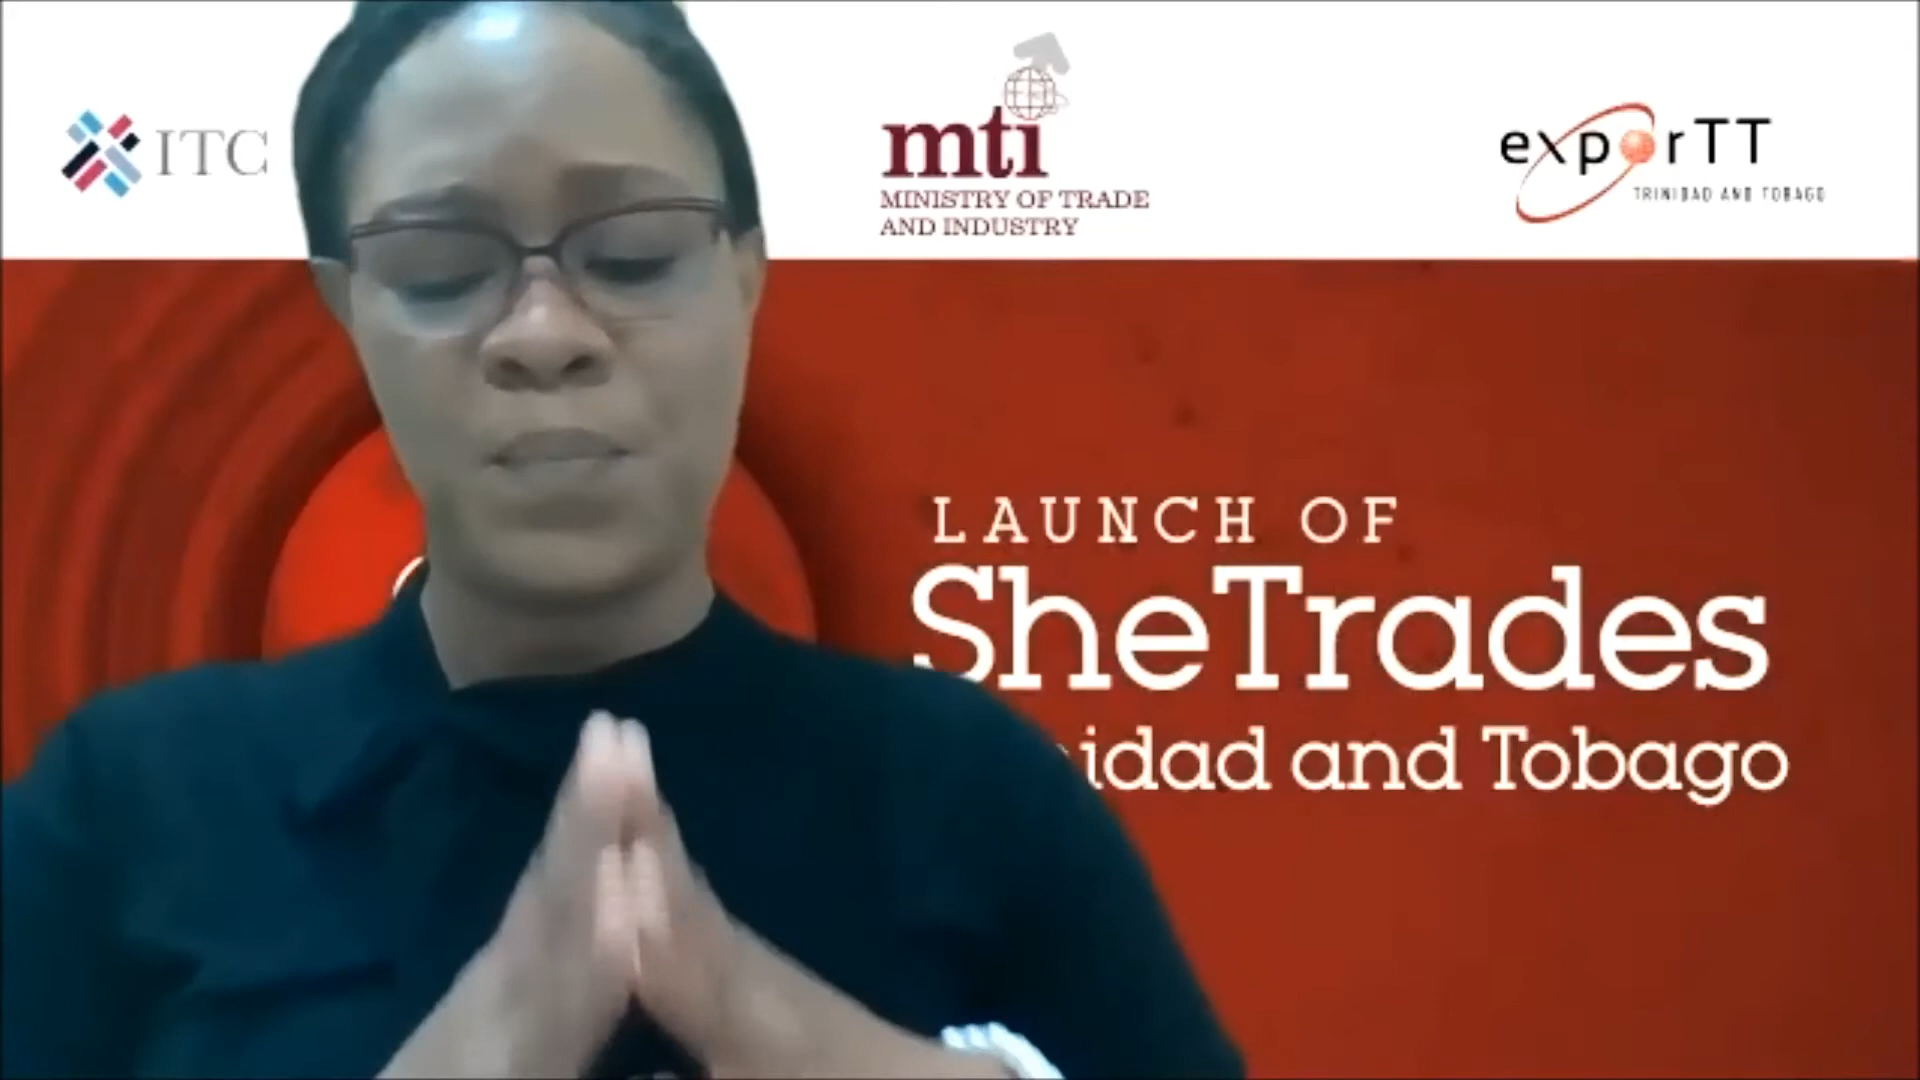 ITC
mti
MINISTRY OF TRADE
AND INDUSTRY
exporTT
TRINIDAD AND TOBAGO
LAUNCH OF
SheTrades
idad and Tobago